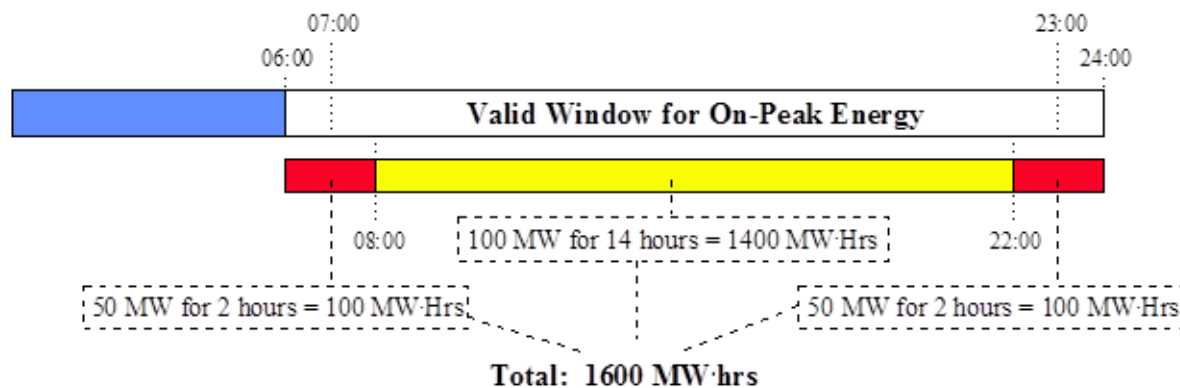 07:00 23:00
06:00 24:00
Valid Window for On-Peak Energy
08:00 100 MW for 14 hours = 1400 MW·Hrs 22:00
50 MW for 2 hours = 100 MW·Hrs 50 MW for 2 hours = 100 MW·Hrs
Total: 1600 MW·hrs